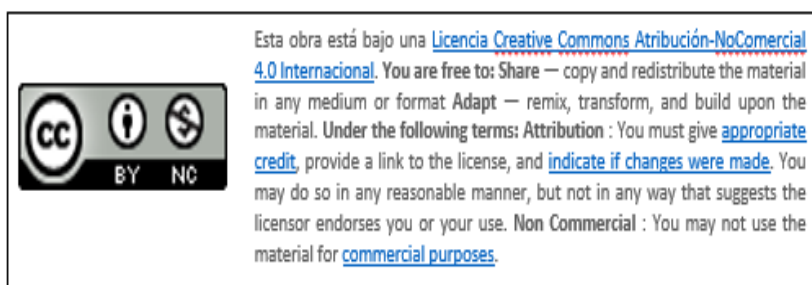 Esta obra está bajo una Licencia Creative Commons Atribución-NoComercial
4.0 Internacional. You are free to: Share — copy and redistribute the material
in any medium or format Adapt — remix, transform, and build upon the
material. Under the following terms: Attribution : You must give appropriate
credit, provide a link to the license, and indicate if changes were made. You
may do so in any reasonable manner, but not in any way that suggests the
licensor endorses you or your use. Non Commercial : You may not use the
material for commercial purposes.
CC
BY NC